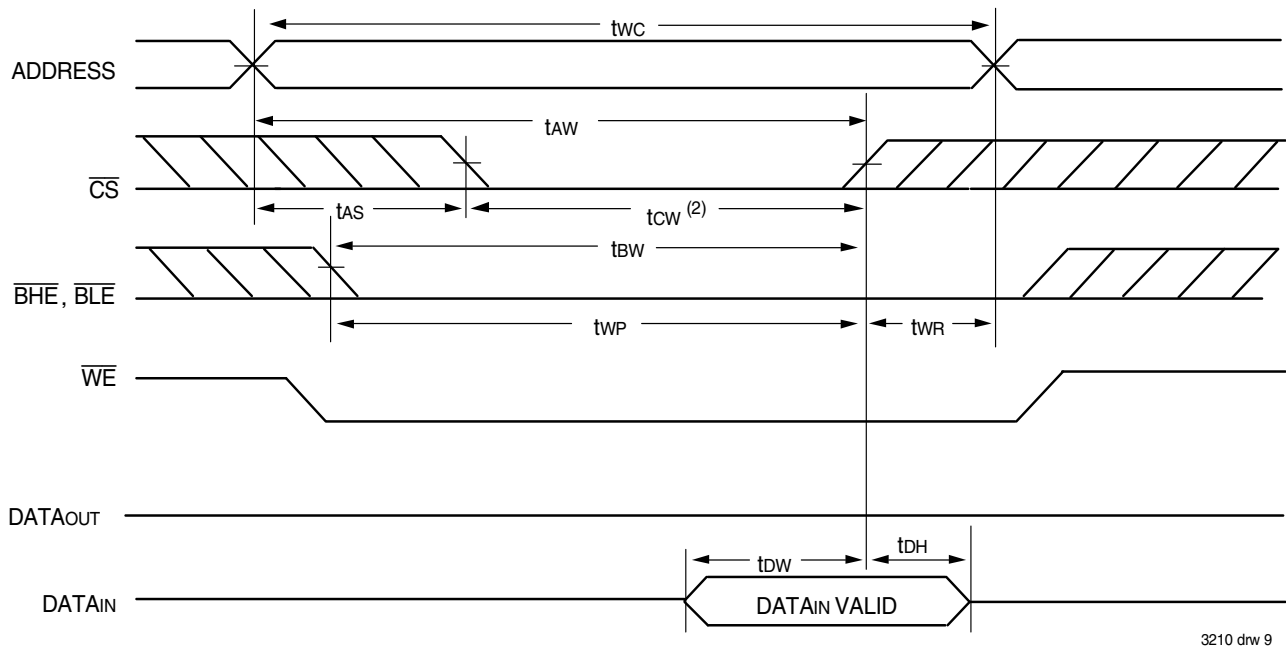 tWC
ADDRESS
tAW
CS
tAS
tCW (2)
tBW
BHE, BLE
tWP
tWR
WE
DATAOUT
tDW
tDH
DATAIN
DATAIN VALID
3210 drw 9